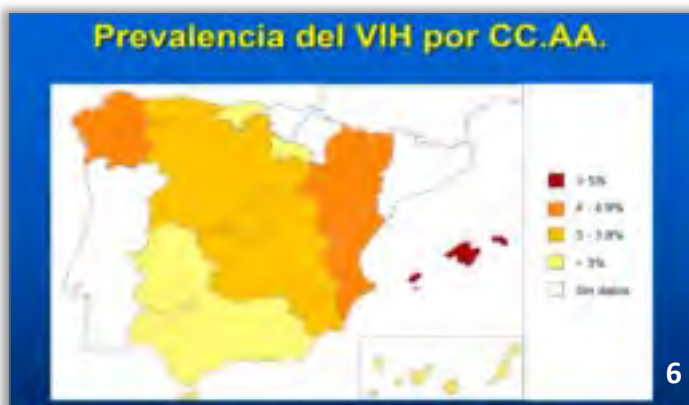 Prevalencia del VIH por CC.AA.
> 5%
4 - 4.9%
3 - 3.9%
< 3%
Sin datos
6